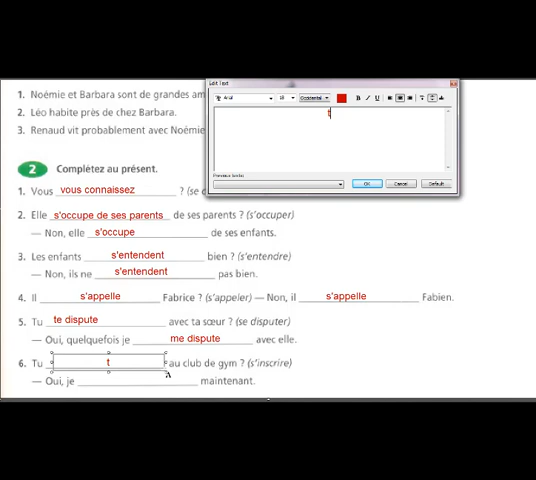 1. Noémie et Barbara sont de grandes am
2. Léo habite près de chez Barbara.
3. Renaud vit probablement avec Noémie
Edit Text
Arial 18 Occidental B I U
t
OK Cancel Default
2 Complétez au présent.
1. Vous vous connaissez ? (se c
2. Elle s'occupe de ses parents de ses parents ? (s'occuper)
— Non, elle s'occupe de ses enfants.
3. Les enfants s'entendent bien ? (s'entendre)
— Non, ils ne s'entendent pas bien.
4. Il s'appelle Fabrice ? (s'appeler) — Non, il s'appelle Fabien.
5. Tu te dispute avec ta sœur ? (se disputer)
— Oui, quelquefois je me dispute avec elle.
6. Tu t au club de gym ? (s'inscrire)
— Oui, je maintenant.